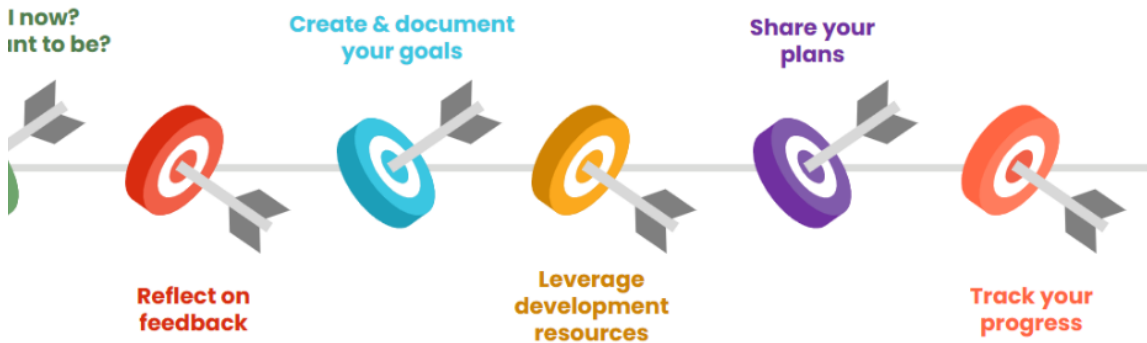 I now?
nt to be?
Reflect on
feedback
Create & document
your goals
Leverage
development
resources
Share your
plans
Track your
progress